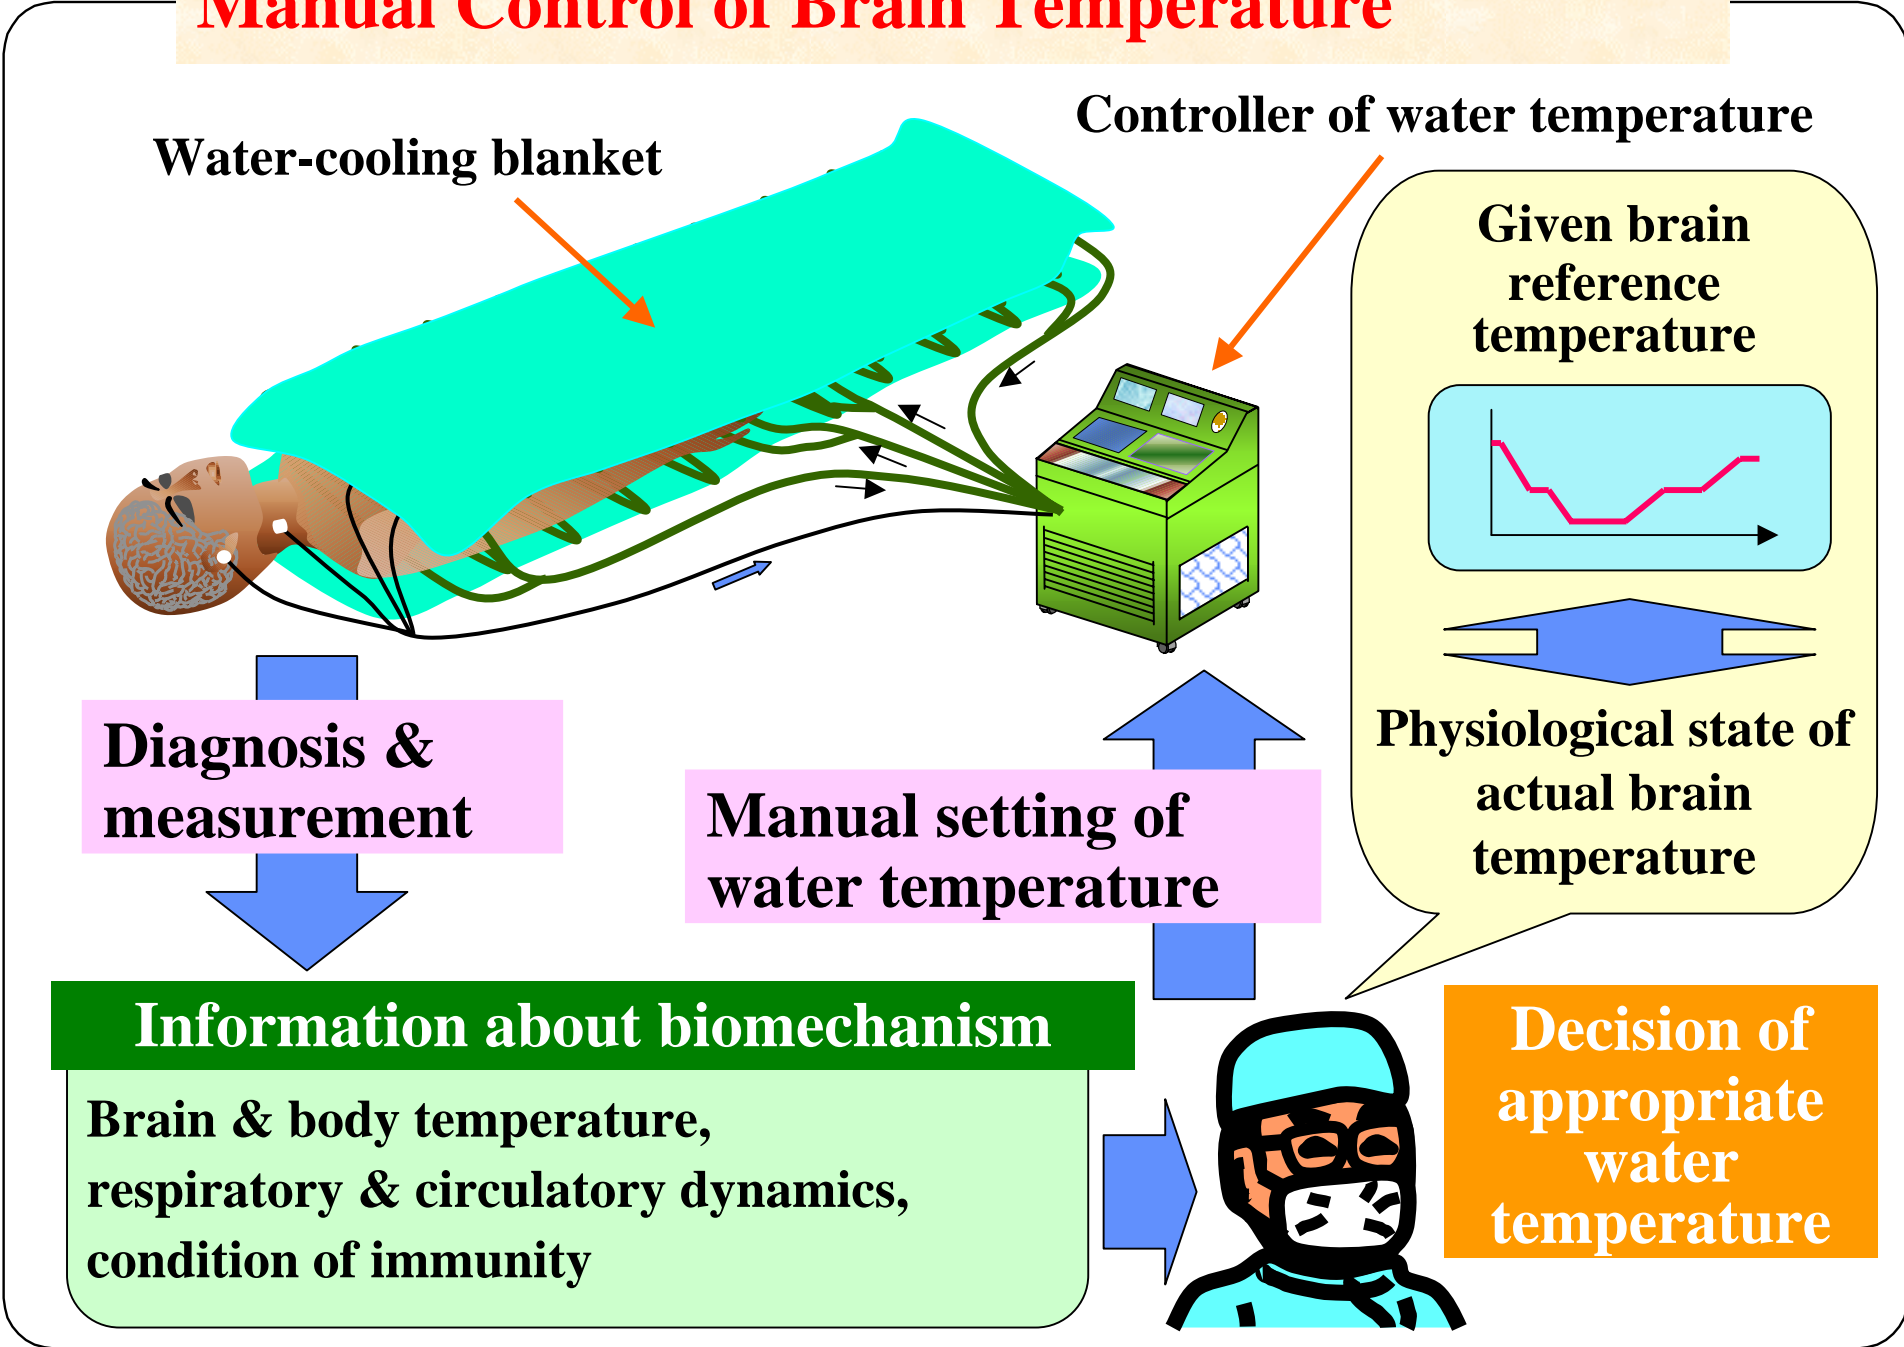 Manual Control of Brain Temperature
Water-cooling blanket
Controller of water temperature
Given brain
reference
temperature
Physiological state of
actual brain
temperature
Diagnosis &
measurement
Manual setting of
water temperature
Information about biomechanism
Brain & body temperature,
respiratory & circulatory dynamics,
condition of immunity
Decision of
appropriate
water
temperature